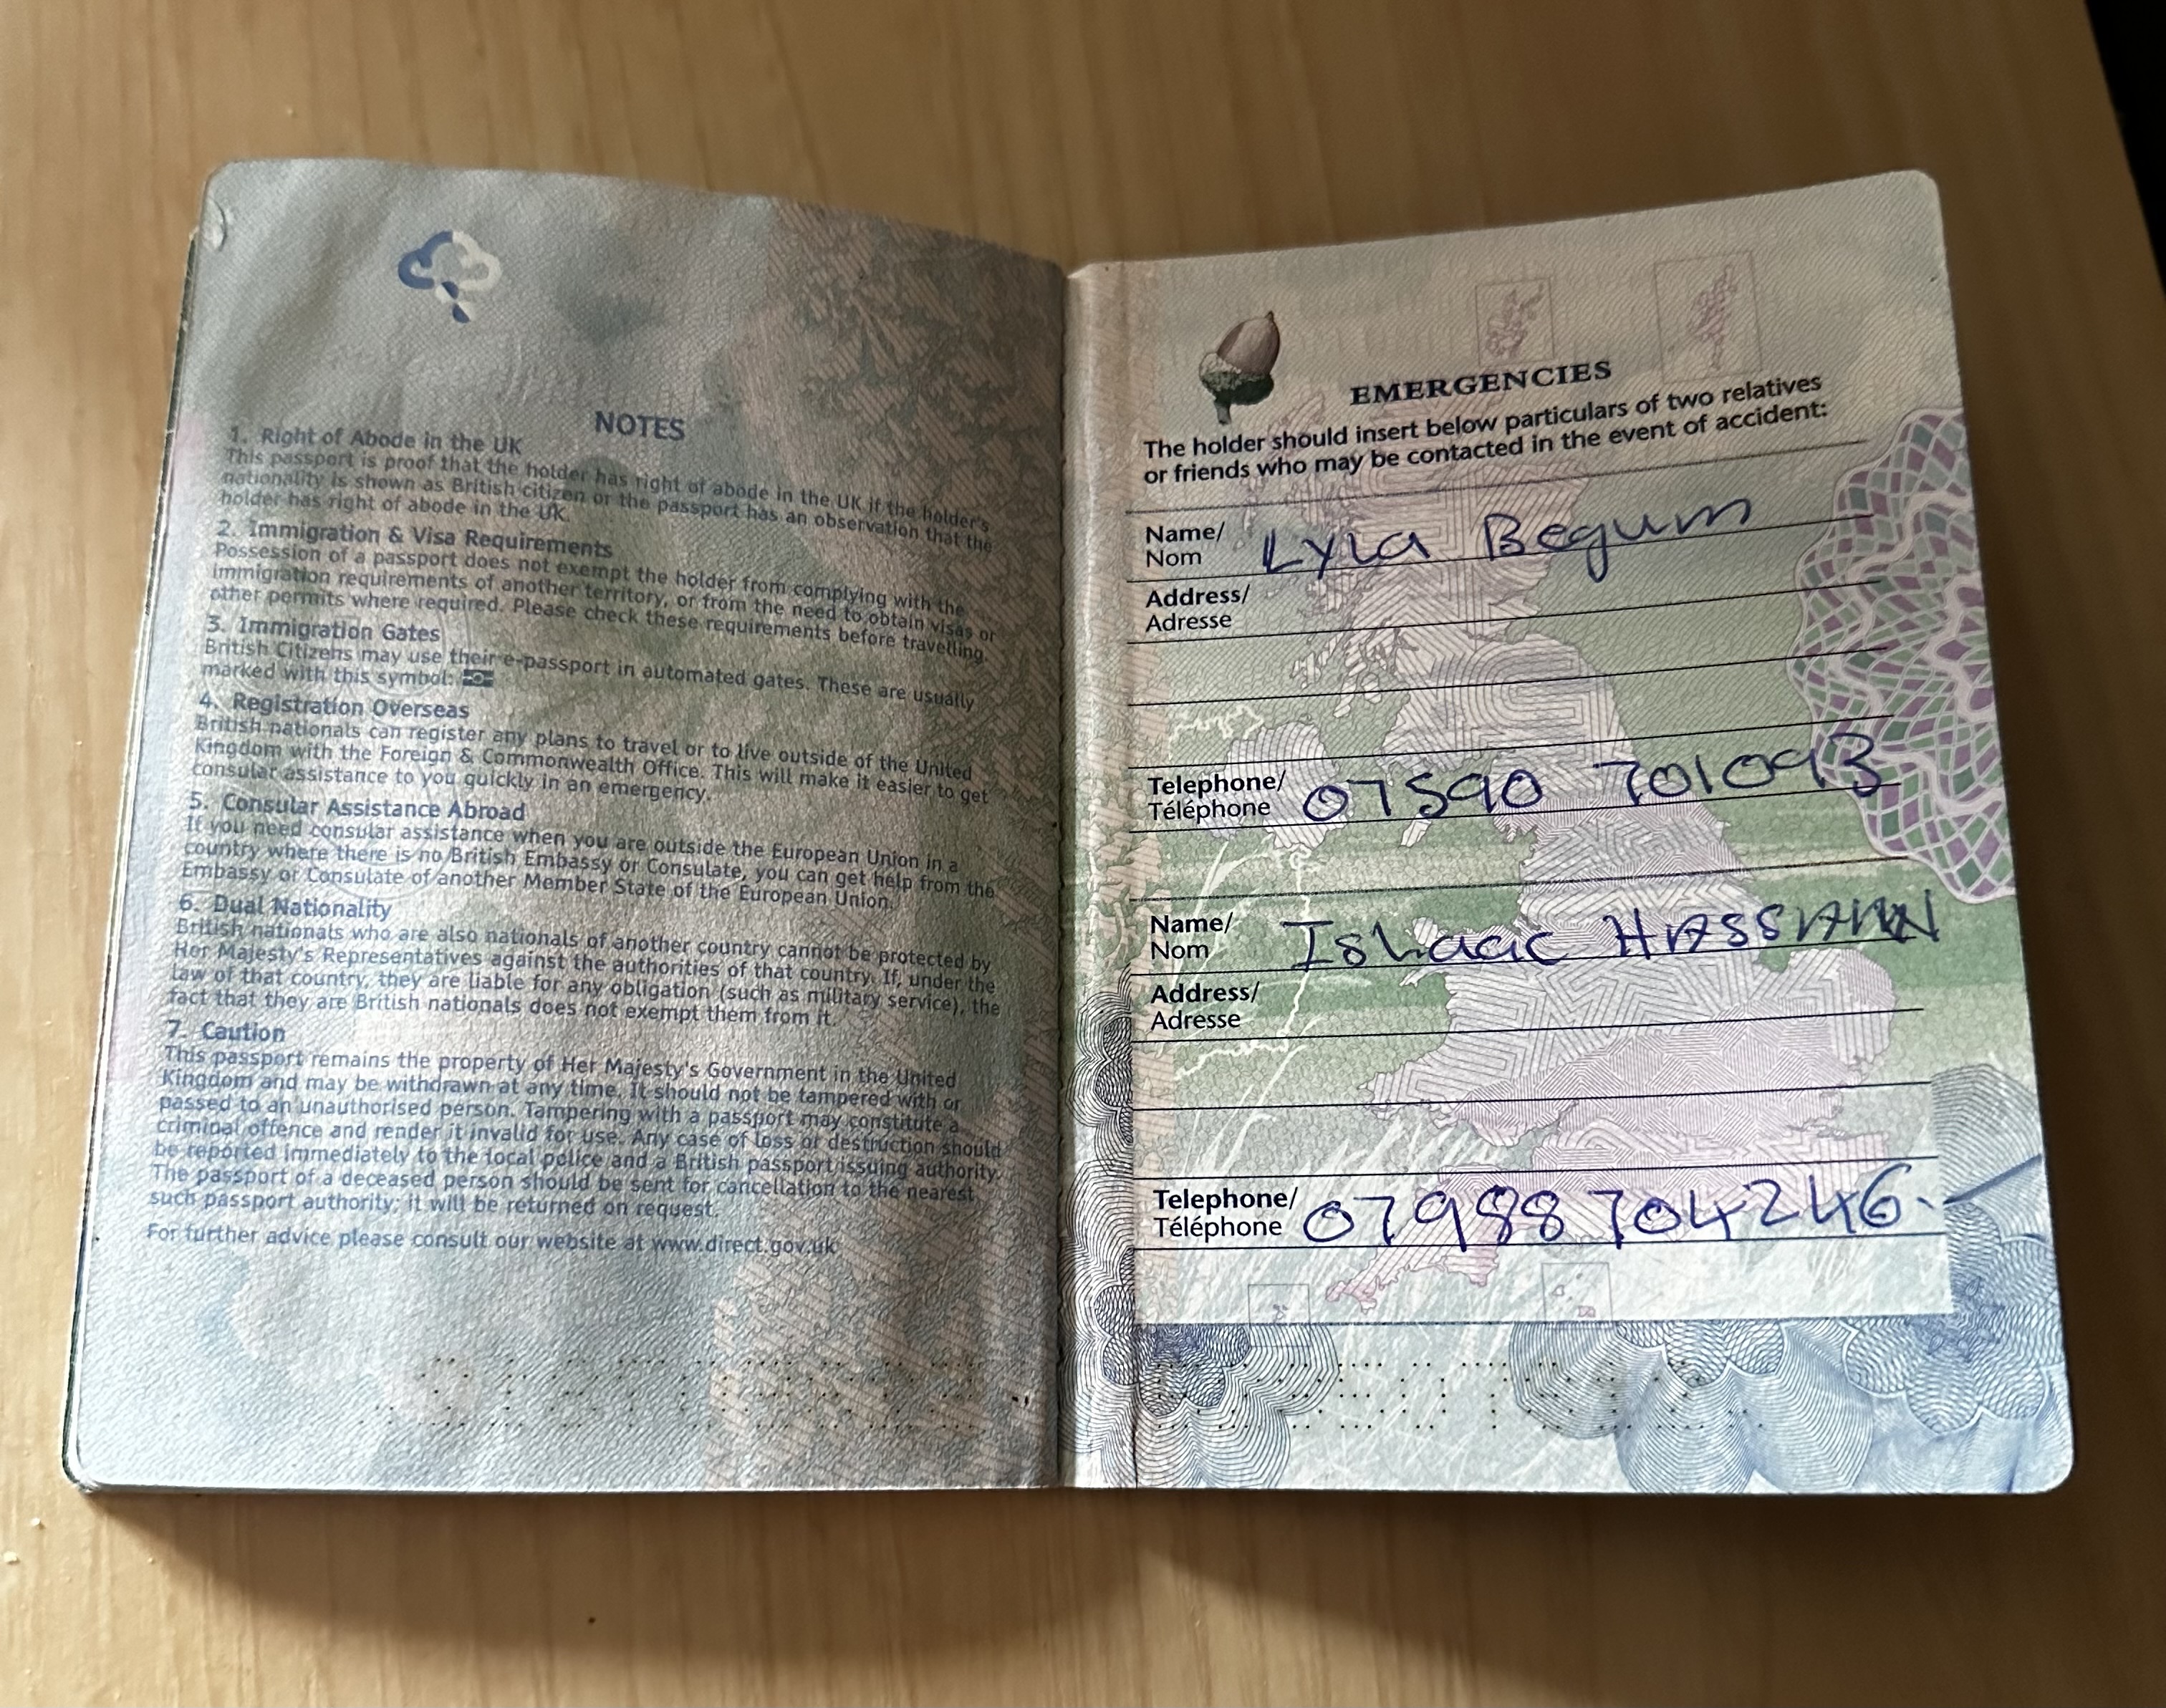 NOTES
1. Right of Abode in the UK
This passport is proof that the holder has right of abode in the UK if the holder's
nationality is shown as British citizen or the passport has an observation that the
holder has right of abode in the UK.
2. Immigration & Visa Requirements
Possession of a passport does not exempt the holder from complying with the
immigration requirements of another territory, or from the need to obtain visas or
other permits where required. Please check these requirements before travelling.
3. Immigration Gates
British Citizens may use their e-passport in automated gates. These are usually
marked with this symbol:
4. Registration Overseas
British nationals can register any plans to travel or to live outside of the United
Kingdom with the Foreign & Commonwealth Office. This will make it easier to get
consular assistance to you quickly in an emergency.
5. Consular Assistance Abroad
If you need consular assistance when you are outside the European Union in a
country where there is no British Embassy or Consulate, you can get help from the
Embassy or Consulate of another Member State of the European Union.
6. Dual Nationality
British nationals who are also nationals of another country cannot be protected by
Her Majesty's Representatives against the authorities of that country. If, under the
law of that country, they are liable for any obligation (such as military service), the
fact that they are British nationals does not exempt them from it.
7. Caution
This passport remains the property of Her Majesty's Government in the United
Kingdom and may be withdrawn at any time. It should not be tampered with or
passed to an unauthorised person. Tampering with a passport may constitute a
criminal offence and render it invalid for use. Any case of loss or destruction should
be reported immediately to the local police and a British passport issuing authority.
The passport of a deceased person should be sent for cancellation to the nearest
such passport authority; it will be returned on request.
For further advice please consult our website at www.direct.gov.uk
EMERGENCIES
The holder should insert below particulars of two relatives
or friends who may be contacted in the event of accident:
Name/ Lyla Begum
Nom
Address/
Adresse
Telephone/ 07590 701093
Téléphone
Name/ Ishaac HASSANN
Nom
Address/
Adresse
Telephone/ 07988 704246.
Téléphone